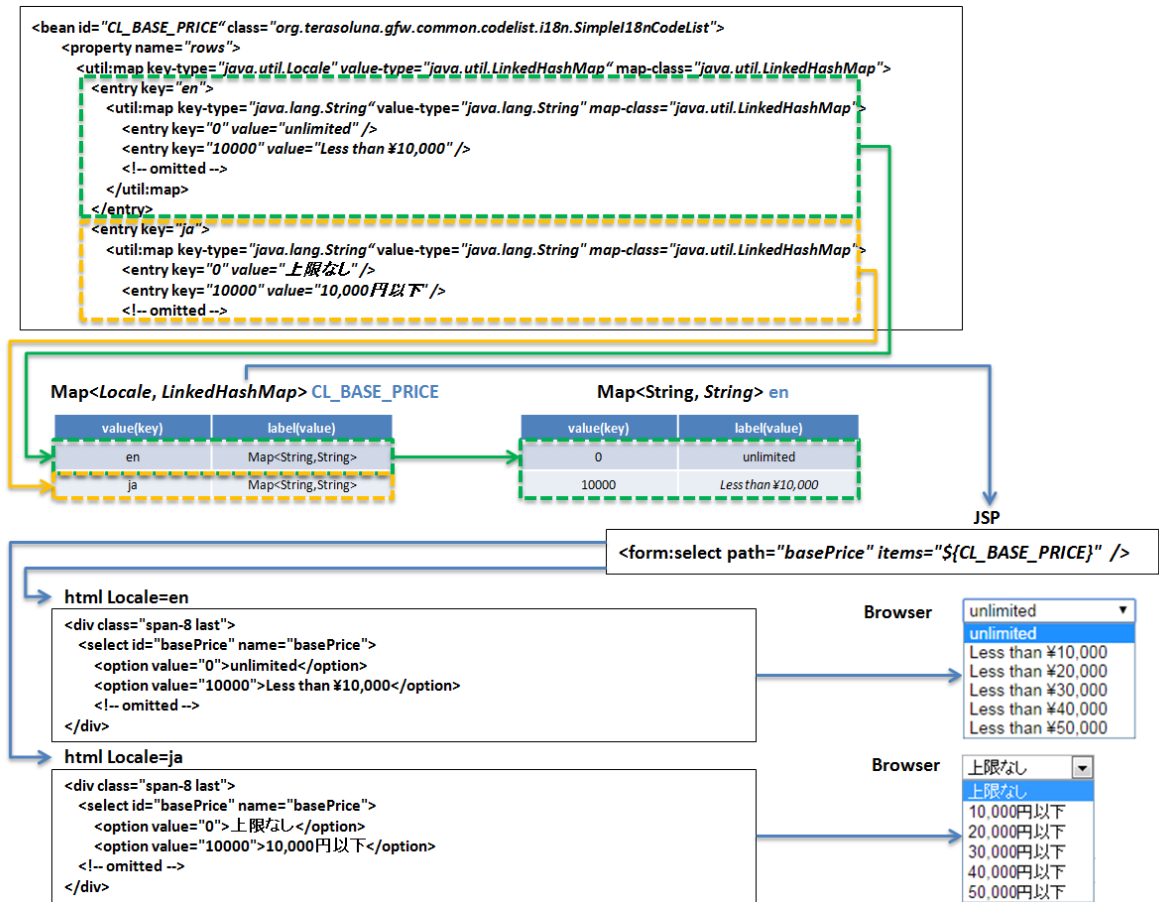 <bean id="CL_BASE_PRICE“ class="org.terasoluna.gfw.common.codelist.i18n.SimpleI18nCodeList">
<property name="rows">
<util:map key-type="java.util.Locale" value-type="java.util.LinkedHashMap“ map-class="java.util.LinkedHashMap">
<entry key="en">
<util:map key-type="java.lang.String“ value-type="java.lang.String" map-class="java.util.LinkedHashMap">
<entry key="0" value="unlimited" />
<entry key="10000" value="Less than ¥10,000" />
<!-- omitted -->
</util:map>
</entry>
<entry key="ja">
<util:map key-type="java.lang.String“ value-type="java.lang.String" map-class="java.util.LinkedHashMap">
<entry key="0" value="上限なし" />
<entry key="10000" value="10,000円以下" />
<!-- omitted -->
Map<Locale, LinkedHashMap> CL_BASE_PRICE
value(key) label(value)
en Map<String,String>
ja Map<String,String>
Map<String, String> en
value(key) label(value)
0 unlimited
10000 Less than ¥10,000
JSP
<form:select path="basePrice" items="${CL_BASE_PRICE}" />
html Locale=en
<div class="span-8 last">
<select id="basePrice" name="basePrice">
<option value="0">unlimited</option>
<option value="10000">Less than ¥10,000</option>
<!-- omitted -->
</div>
Browser
unlimited
unlimited
Less than ¥10,000
Less than ¥20,000
Less than ¥30,000
Less than ¥40,000
Less than ¥50,000
html Locale=ja
<div class="span-8 last">
<select id="basePrice" name="basePrice">
<option value="0">上限なし</option>
<option value="10000">10,000円以下</option>
<!-- omitted -->
</div>
Browser
上限なし
上限なし
10,000円以下
20,000円以下
30,000円以下
40,000円以下
50,000円以下